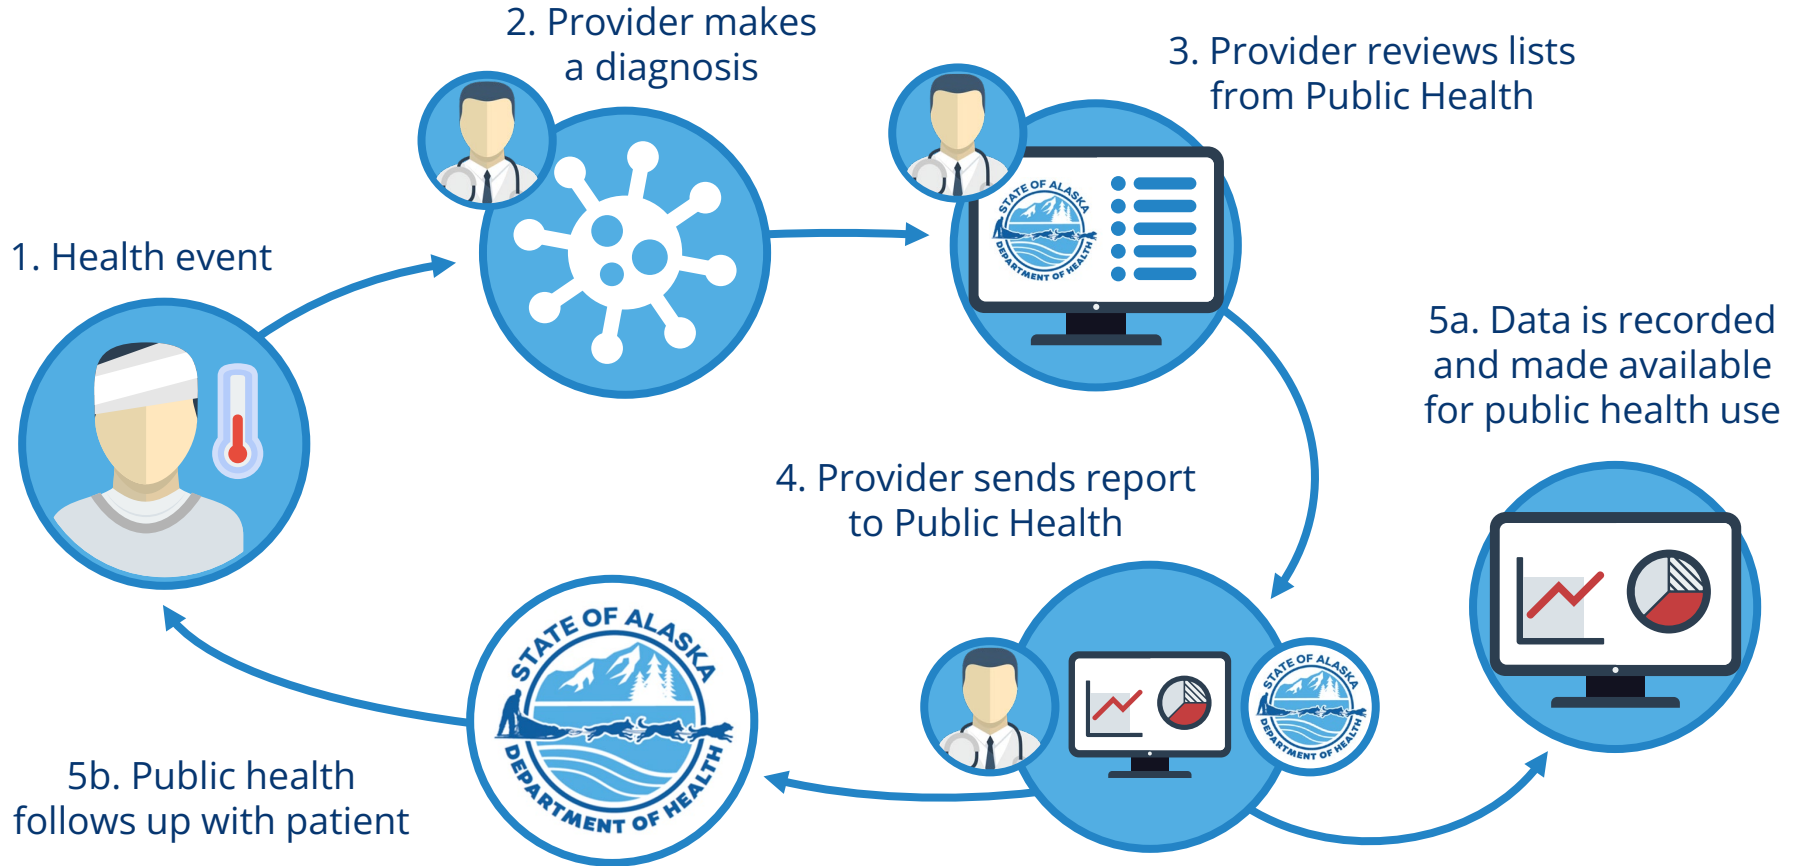 2. Provider makes
a diagnosis
3. Provider reviews lists
from Public Health
STATE OF ALASKA
DEPARTMENT OF HEALTH
1. Health event
5a. Data is recorded
and made available
for public health use
4. Provider sends report
to Public Health
STATE OF ALASKA
DEPARTMENT OF HEALTH
STATE OF ALASKA
DEPARTMENT OF HEALTH
5b. Public health
follows up with patient